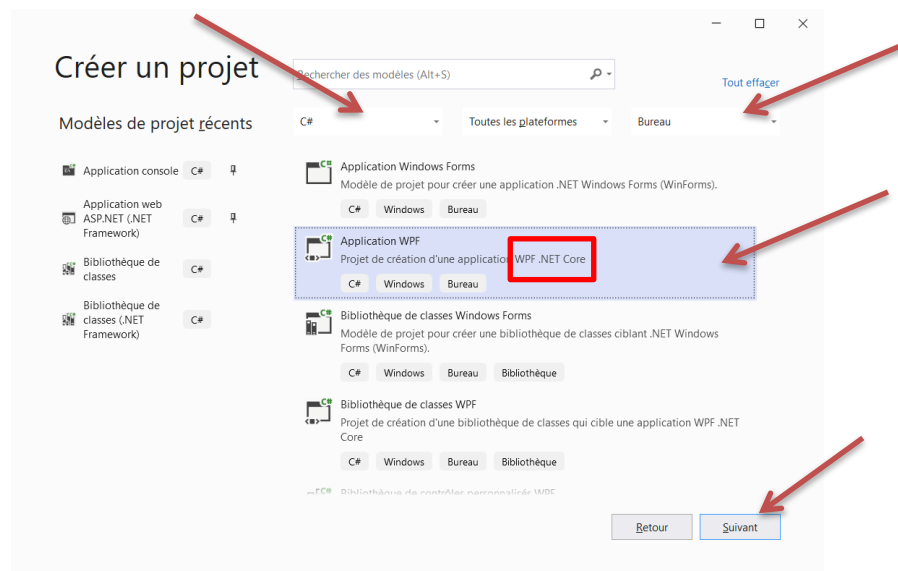 Créer un projet
Rechercher des modèles (Alt+S)
Tout effacer
Modèles de projet récents
C#
Toutes les plateformes
Bureau
Application console
C#
Application web
ASP.NET (.NET
Framework)
C#
Bibliothèque de
classes
C#
Bibliothèque de
classes (.NET
Framework)
C#
C#
Application Windows Forms
Modèle de projet pour créer une application .NET Windows Forms (WinForms).
C# Windows Bureau
C#
Application WPF
Projet de création d'une application WPF .NET Core
C# Windows Bureau
C#
Bibliothèque de classes Windows Forms
Modèle de projet pour créer une bibliothèque de classes ciblant .NET Windows
Forms (WinForms).
C# Windows Bureau Bibliothèque
C#
Bibliothèque de classes WPF
Projet de création d'une bibliothèque de classes qui cible une application WPF .NET
Core
C# Windows Bureau Bibliothèque
C#
Bibliothèque de contrôles personnalisés WPF
Retour
Suivant